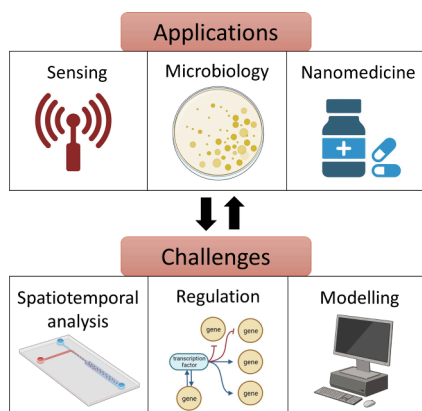 Applications
Sensing
Microbiology
Nanomedicine
Challenges
Spatiotemporal
analysis
Regulation
Modelling
gene
gene
transcription
factor
gene
gene
gene